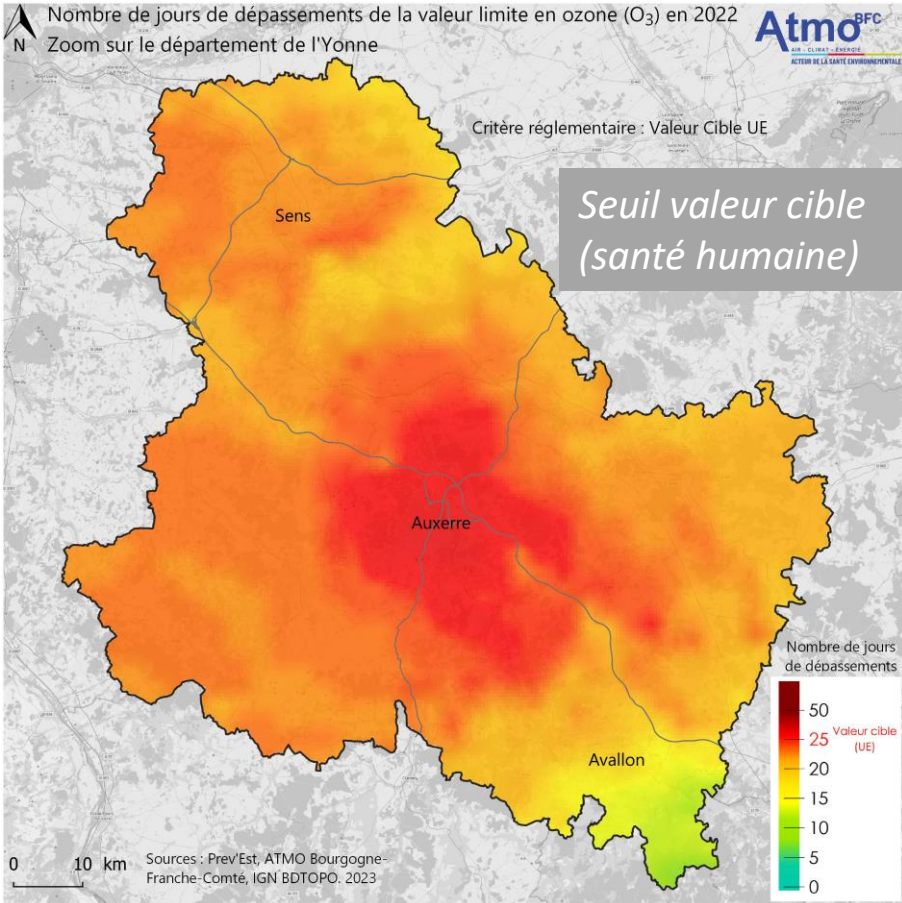 Nombre de jours de dépassements de la valeur limite en ozone (O₃) en 2022
N
Zoom sur le département de l'Yonne
Atmo BFC
AIR - CLIMAT - ÉNERGIE
ACTEUR DE LA SANTÉ ENVIRONNEMENTALE
Critère réglementaire : Valeur Cible UE
Seuil valeur cible
(santé humaine)
Sens
Auxerre
Avallon
Nombre de jours
de dépassements
50
25 Valeur cible
(UE)
20
15
10
5
0
0 10 km
Sources : Prev'Est, ATMO Bourgogne-
Franche-Comté, IGN BDTOPO. 2023